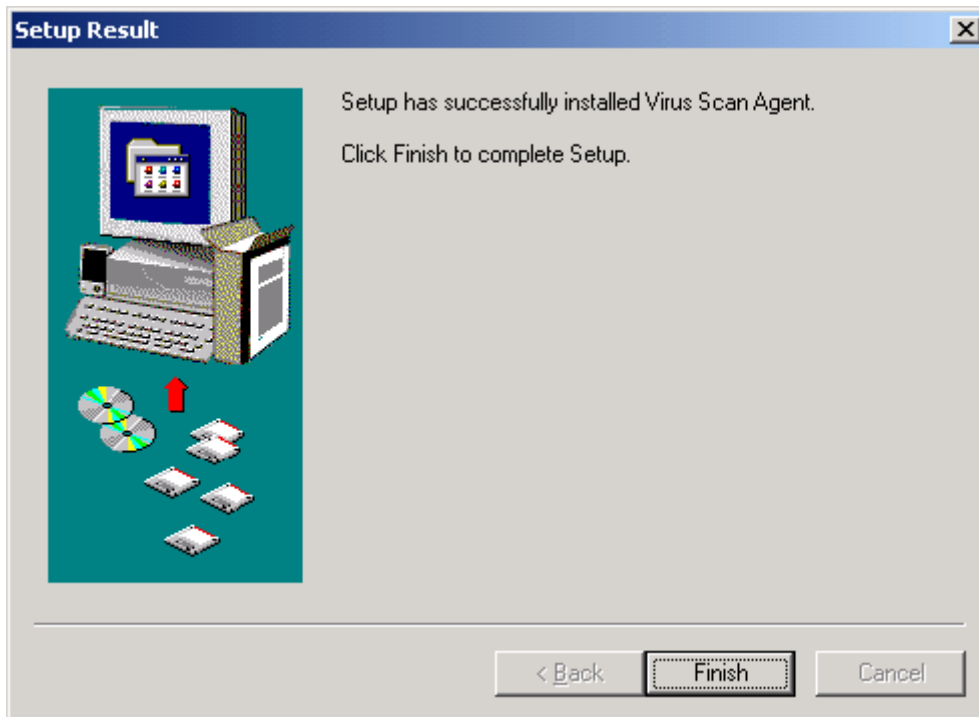 Setup Result
Setup has successfully installed Virus Scan Agent.
Click Finish to complete Setup.
< Back
Finish
Cancel